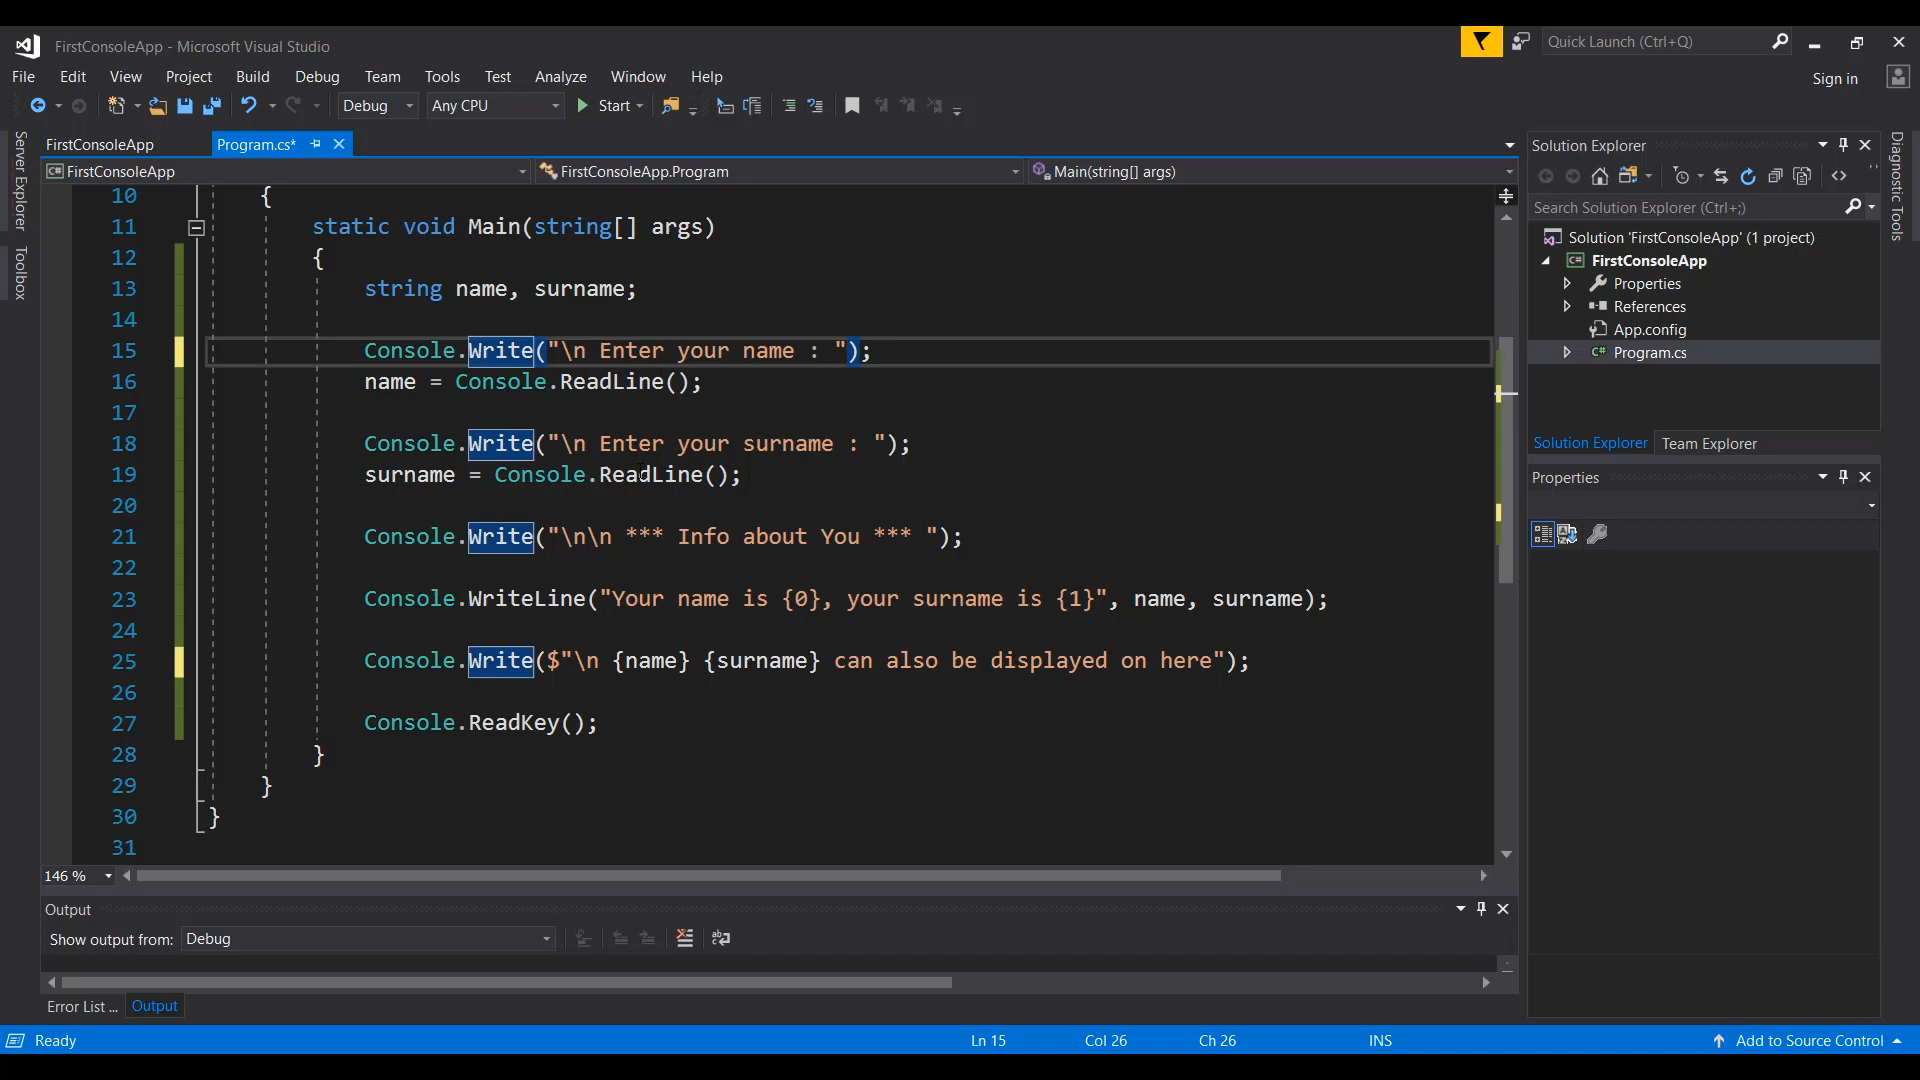 FirstConsoleApp - Microsoft Visual Studio
Quick Launch (Ctrl+Q)
File Edit View Project Build Debug Team Tools Test Analyze Window Help
Sign in
Debug Any CPU Start
Server Explorer
Toolbox
FirstConsoleApp Program.cs*
FirstConsoleApp FirstConsoleApp.Program Main(string[] args)
10 {
11 static void Main(string[] args)
12 {
13 string name, surname;
14
15 Console.Write("\n Enter your name : ");
16 name = Console.ReadLine();
17
18 Console.Write("\n Enter your surname : ");
19 surname = Console.ReadLine();
20
21 Console.Write("\n\n *** Info about You *** ");
22
23 Console.WriteLine("Your name is {0}, your surname is {1}", name, surname);
24
25 Console.Write($"\n {name} {surname} can also be displayed on here");
26
27 Console.ReadKey();
28 }
29 }
30 }
31
146 %
Output
Show output from: Debug
Error List ... Output
Solution Explorer
Search Solution Explorer (Ctrl+;)
Solution 'FirstConsoleApp' (1 project)
C# FirstConsoleApp
Properties
References
App.config
C# Program.cs
Solution Explorer Team Explorer
Properties
Diagnostic Tools
Ready Ln 15 Col 26 Ch 26 INS Add to Source Control